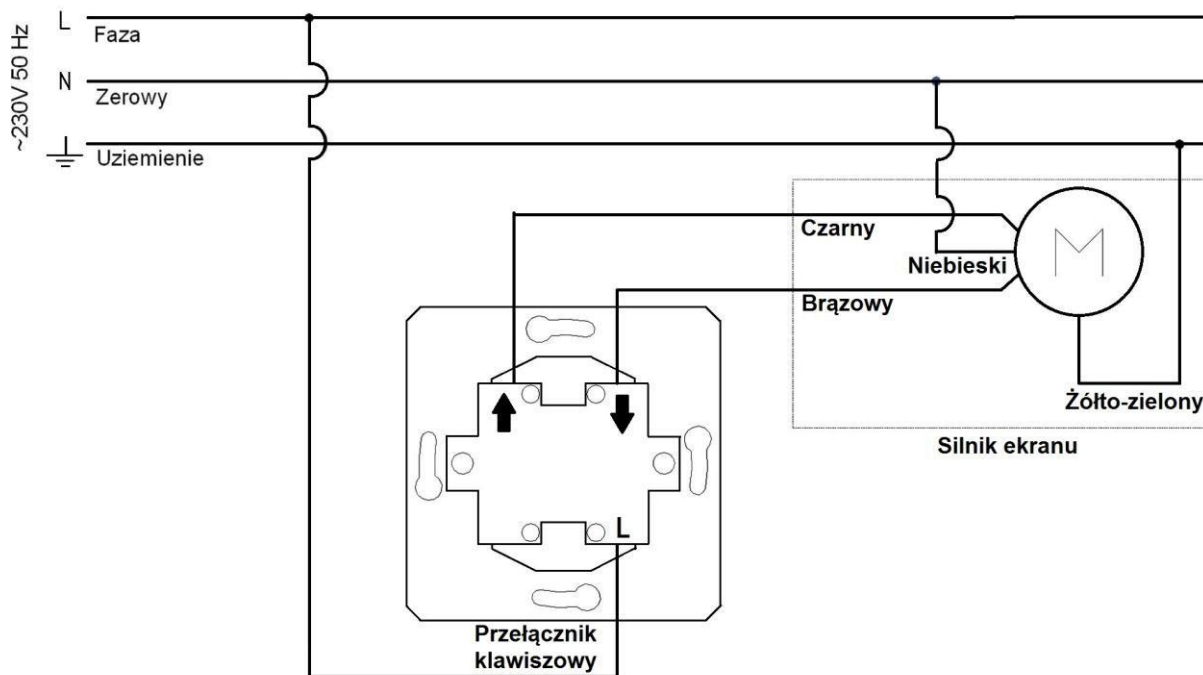 ~230V 50 Hz
L
Faza
N
Zerowy
Uziemienie
Czarny
Niebieski
M
Brązowy
Żółto-zielony
Silnik ekranu
L
Przełącznik
klawiszowy